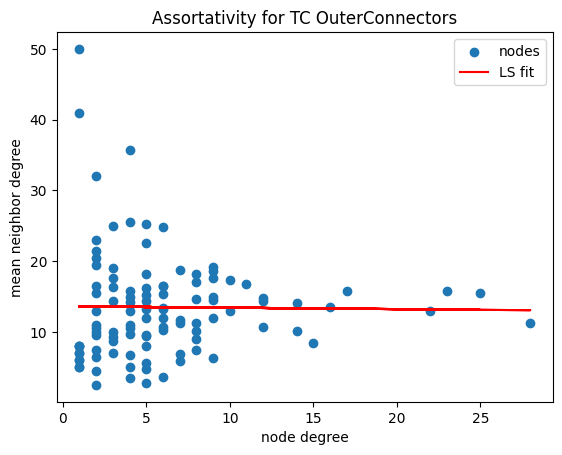 Assortativity for TC OuterConnectors
nodes
LS fit
mean neighbor degree
50
40
30
20
10
0
5
10
15
20
25
node degree